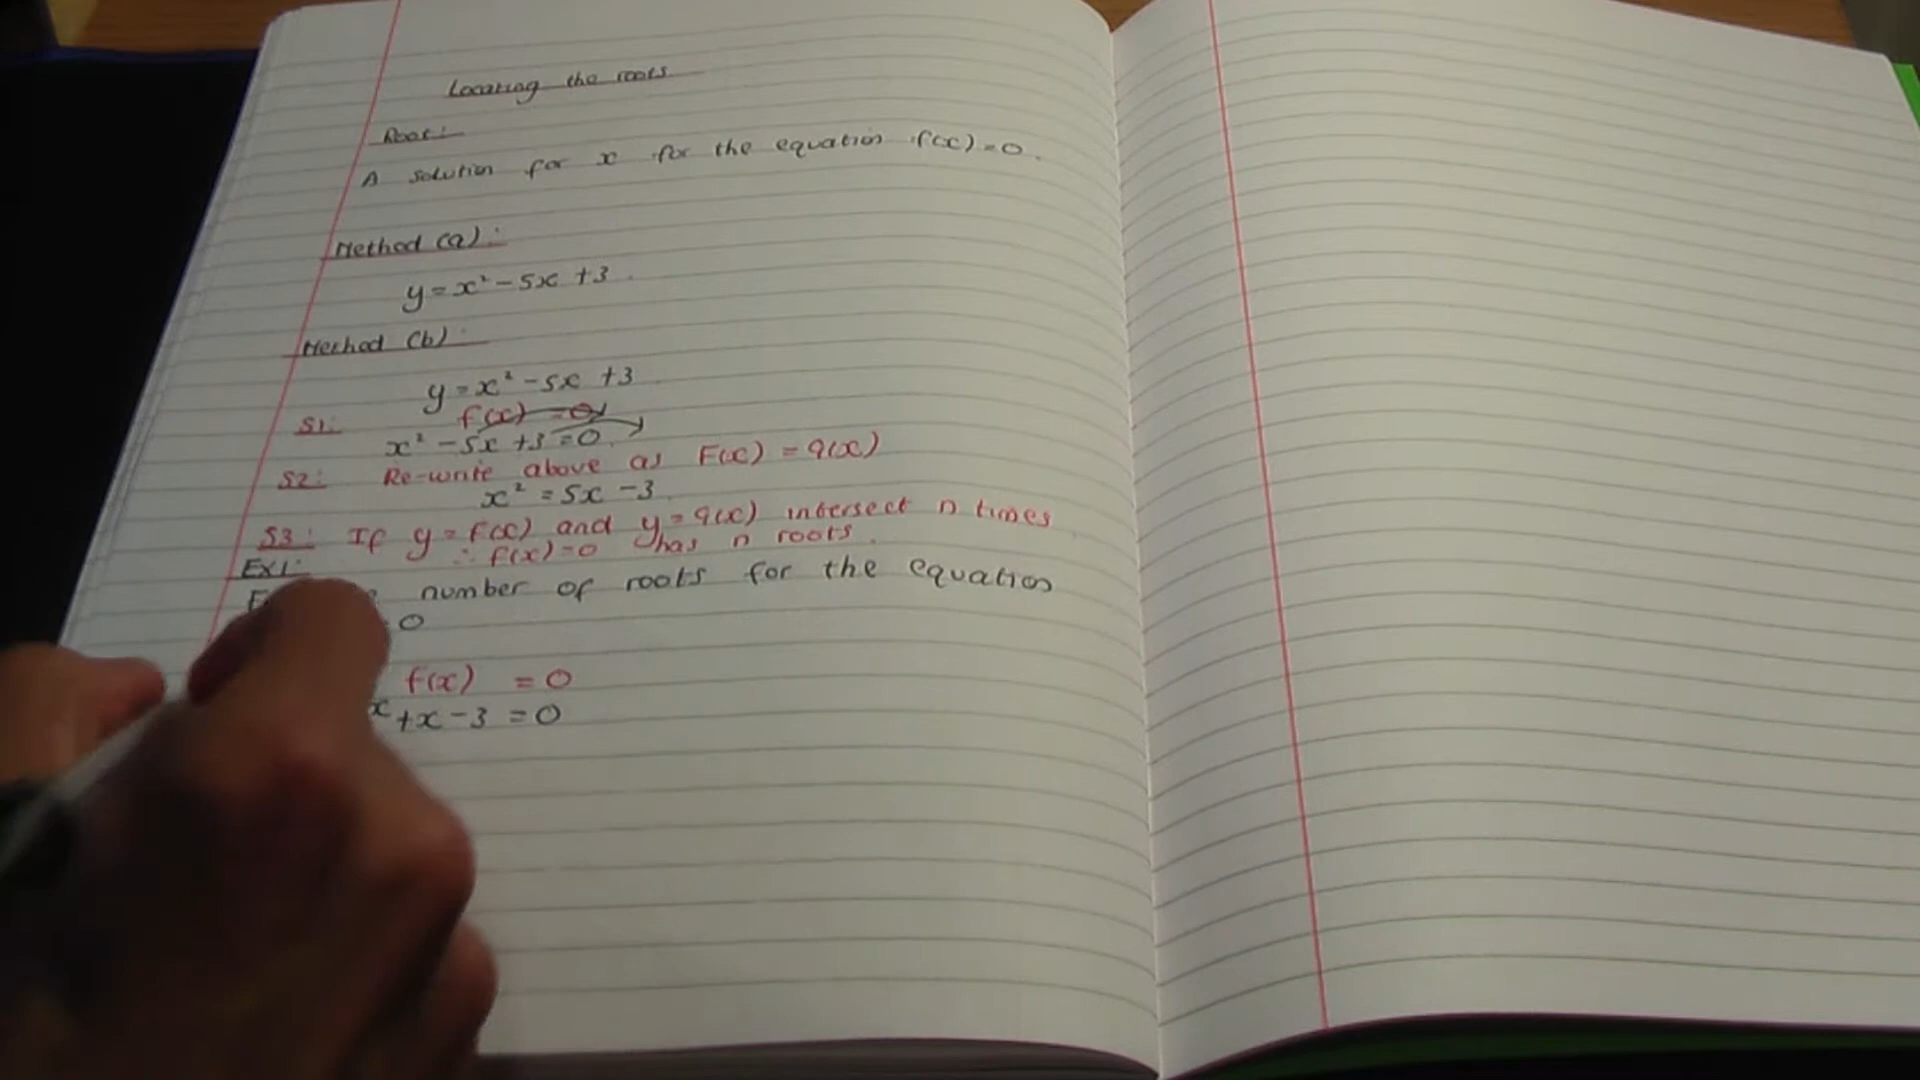 Locating the roots
Root:
A solution for x for the equation f(x)=0.
Method (a):
y=x²-5x+3
Method (b):
y=x²-5x+3
S1: f(x)=0
x²-5x+3=0
S2: Re-write above as F(x) = g(x)
x²=5x-3
S3: If y=f(x) and y=g(x) intersect n times
∴ f(x)=0 has n roots.
Ex1:
number of roots for the equation
0
f(x) = 0
x+x-3 = 0